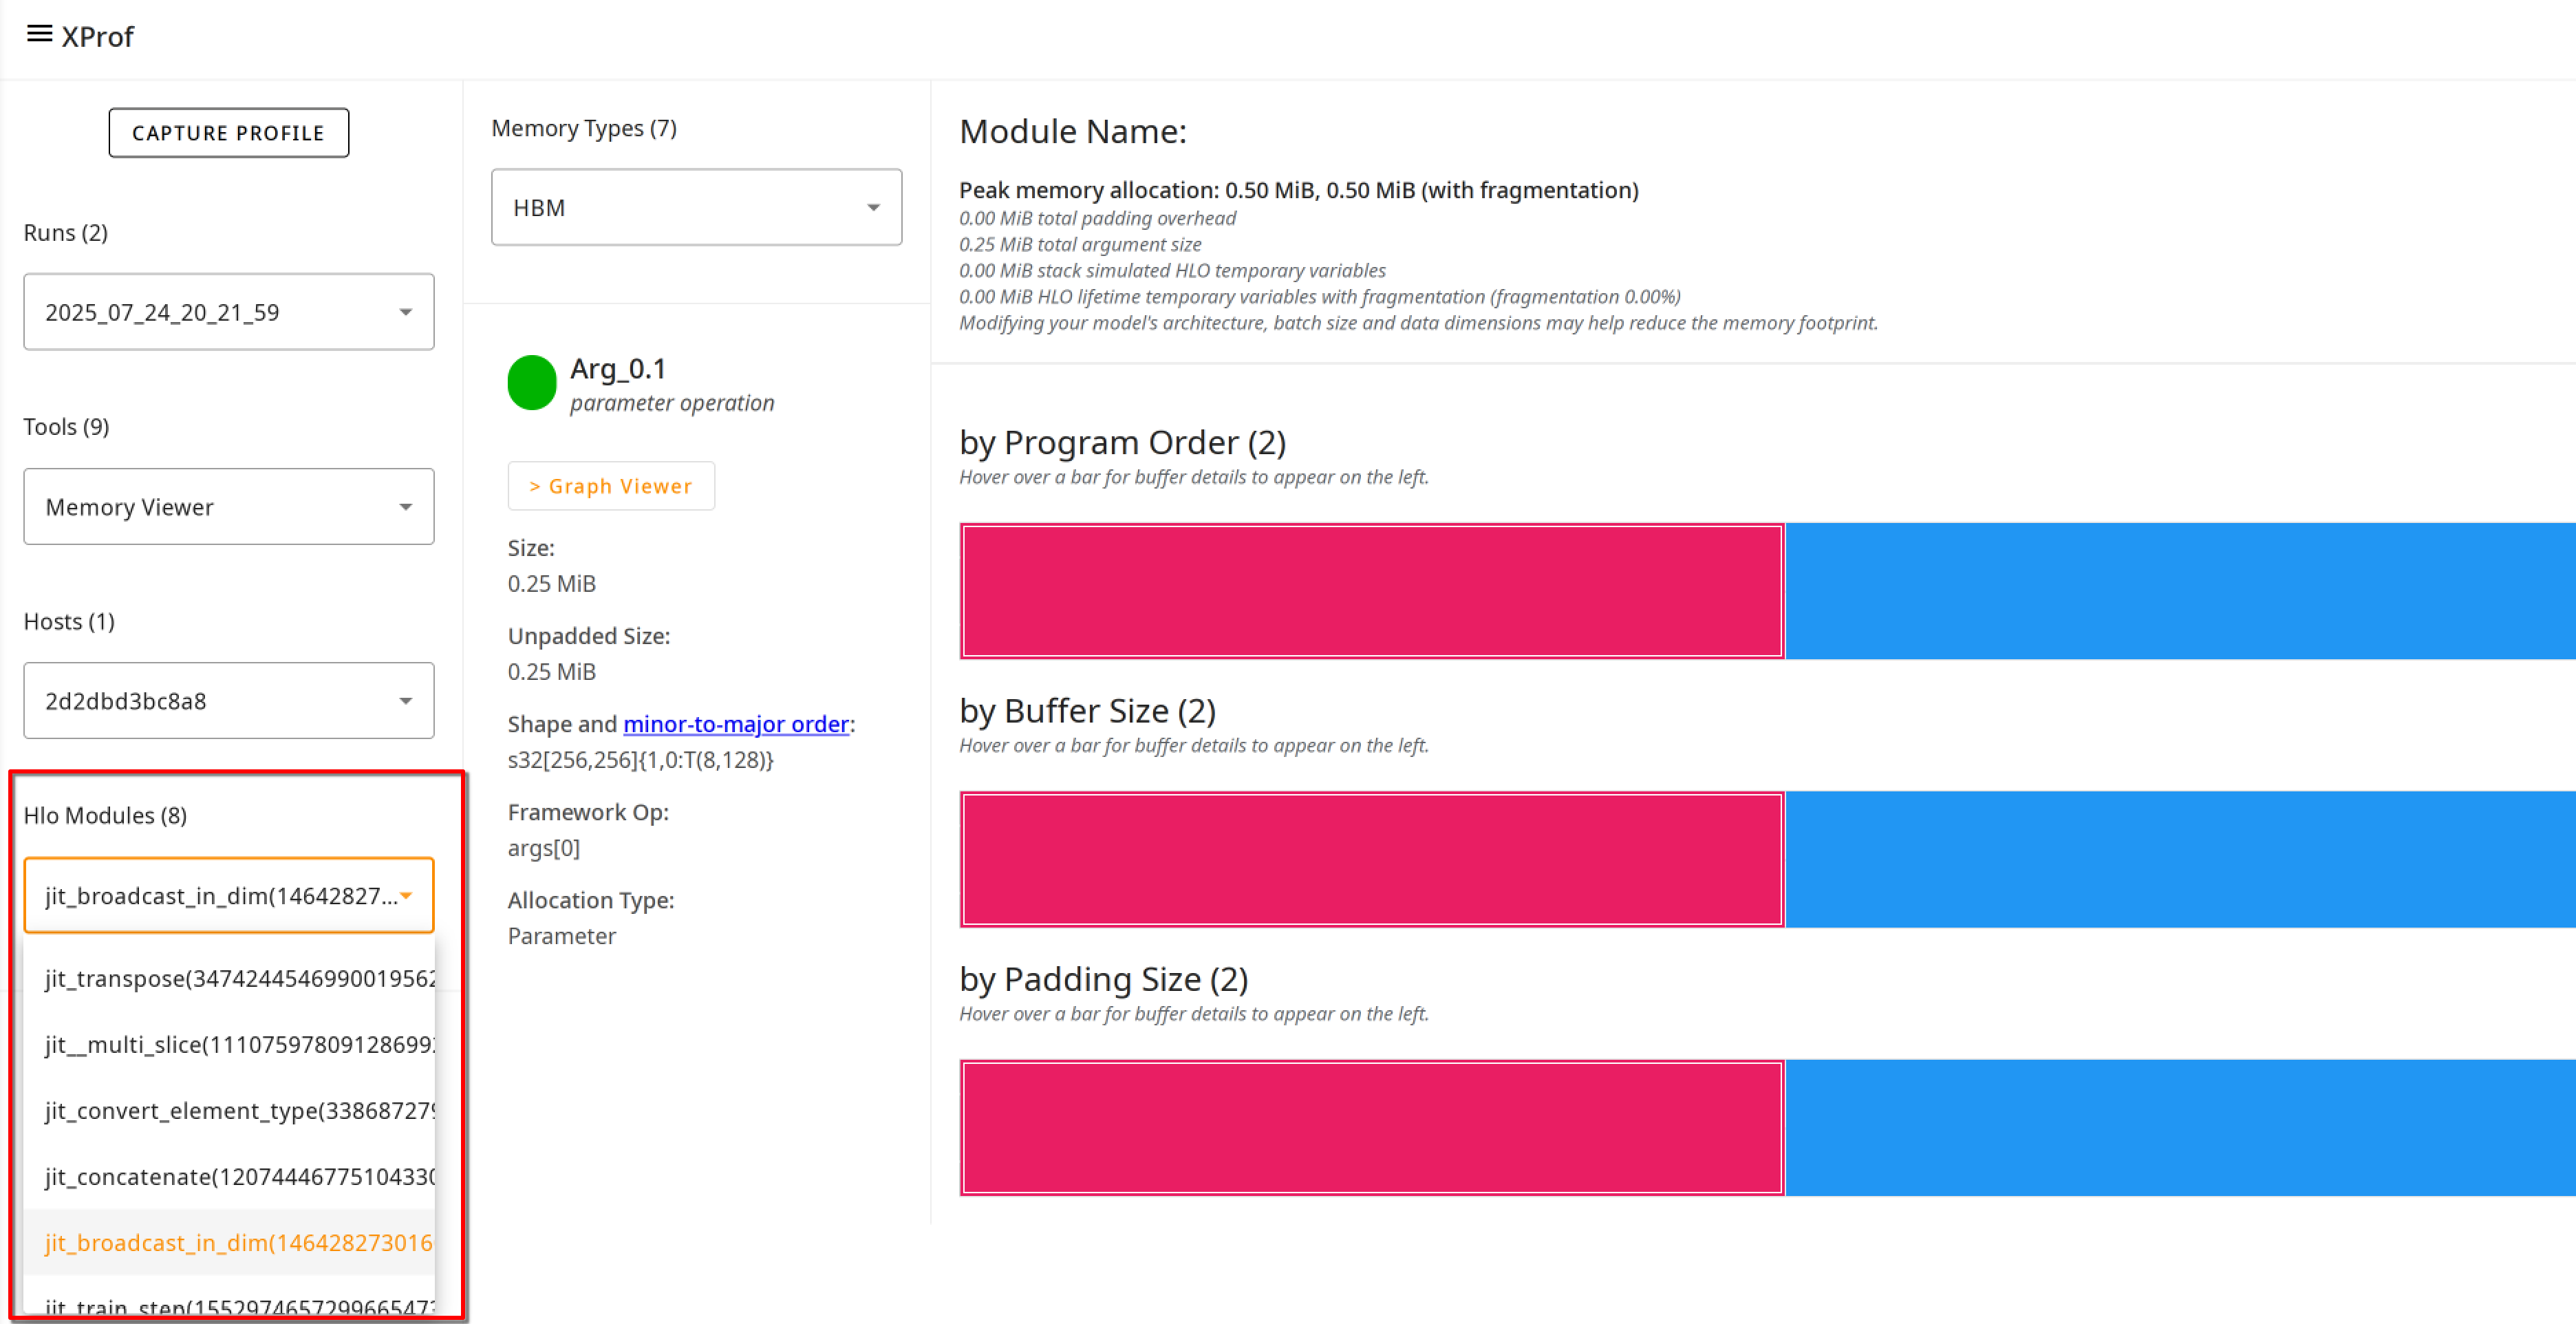 XProf
CAPTURE PROFILE
Runs (2)
2025_07_24_20_21_59
Tools (9)
Memory Viewer
Hosts (1)
2d2dbd3bc8a8
Hlo Modules (8)
jit_broadcast_in_dim(14642827...
jit_transpose(3474244546990019562
jit__multi_slice(11107597809128699
jit_convert_element_type(338687279
jit_concatenate(12074446775104330
jit_broadcast_in_dim(146428273016
jit_train_step(155297465729966547
Memory Types (7)
HBM
Arg_0.1
parameter operation
> Graph Viewer
Size:
0.25 MiB
Unpadded Size:
0.25 MiB
Shape and minor-to-major order:
s32[256,256]{1,0:T(8,128)}
Framework Op:
args[0]
Allocation Type:
Parameter
Module Name:
Peak memory allocation: 0.50 MiB, 0.50 MiB (with fragmentation)
0.00 MiB total padding overhead
0.25 MiB total argument size
0.00 MiB stack simulated HLO temporary variables
0.00 MiB HLO lifetime temporary variables with fragmentation (fragmentation 0.00%)
Modifying your model's architecture, batch size and data dimensions may help reduce the memory footprint.
by Program Order (2)
Hover over a bar for buffer details to appear on the left.
by Buffer Size (2)
Hover over a bar for buffer details to appear on the left.
by Padding Size (2)
Hover over a bar for buffer details to appear on the left.